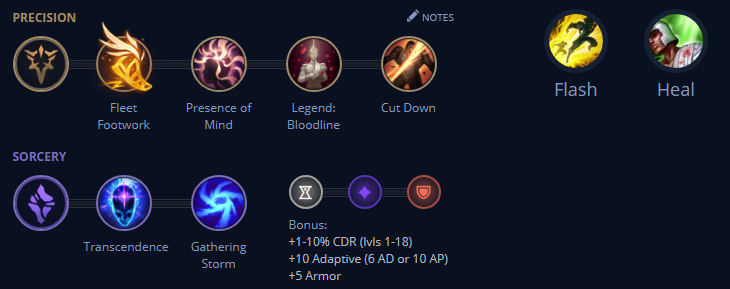 PRECISION
NOTES
Fleet
Footwork
Presence of
Mind
Legend:
Bloodline
Cut Down
Flash
Heal
SORCERY
Transcendence
Gathering
Storm
Bonus:
+1-10% CDR (lvls 1-18)
+10 Adaptive (6 AD or 10 AP)
+5 Armor